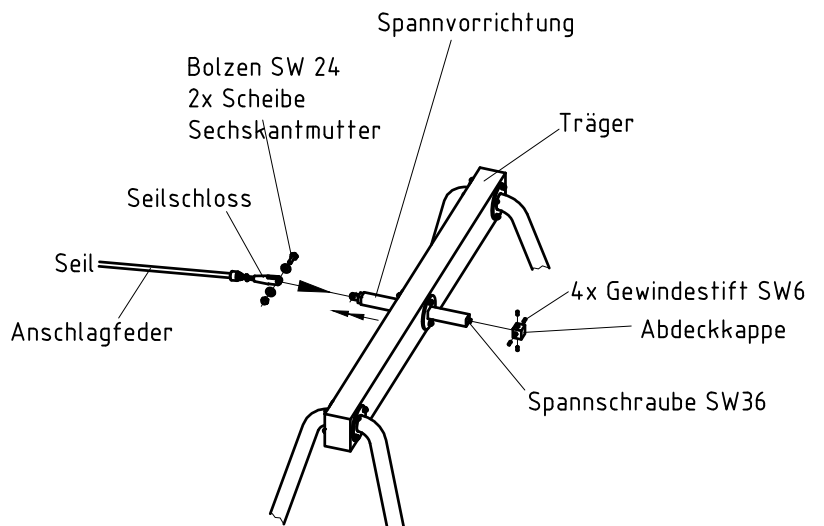 Spannvorrichtung
Bolzen SW 24
2x Scheibe
Sechskantmutter
Träger
Seilschloss
Seil
Anschlagfeder
4x Gewindestift SW6
Abdeckkappe
Spannschraube SW36